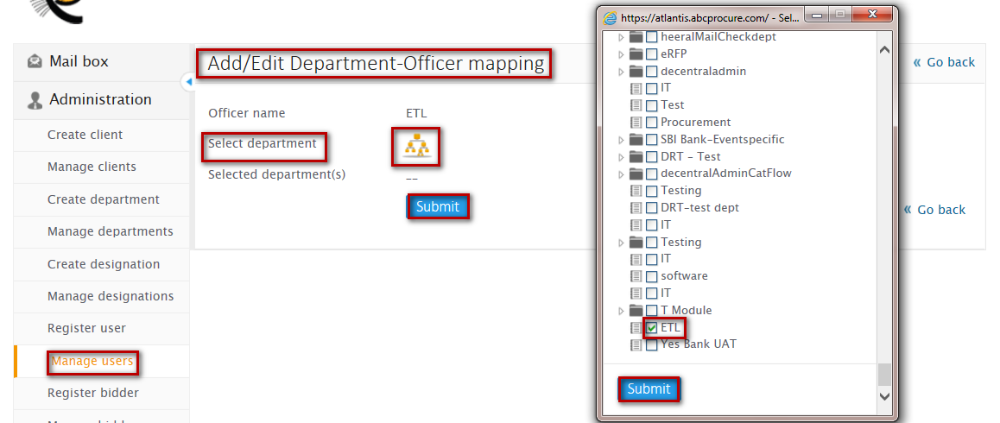 Mail box
Administration
Create client
Manage clients
Create department
Manage departments
Create designation
Manage designations
Register user
Manage users
Register bidder
Add/Edit Department-Officer mapping
« Go back
Officer name ETL
Select department
Selected department(s) --
Submit
« Go back
https://atlantis.abcprocure.com/ - Sel...
heeralMailCheckdept
eRFP
decentraladmin
IT
Test
Procurement
SBI Bank-Eventspecific
DRT - Test
decentralAdminCatFlow
Testing
DRT-test dept
IT
Testing
IT
software
IT
T Module
ETL
Yes Bank UAT
Submit